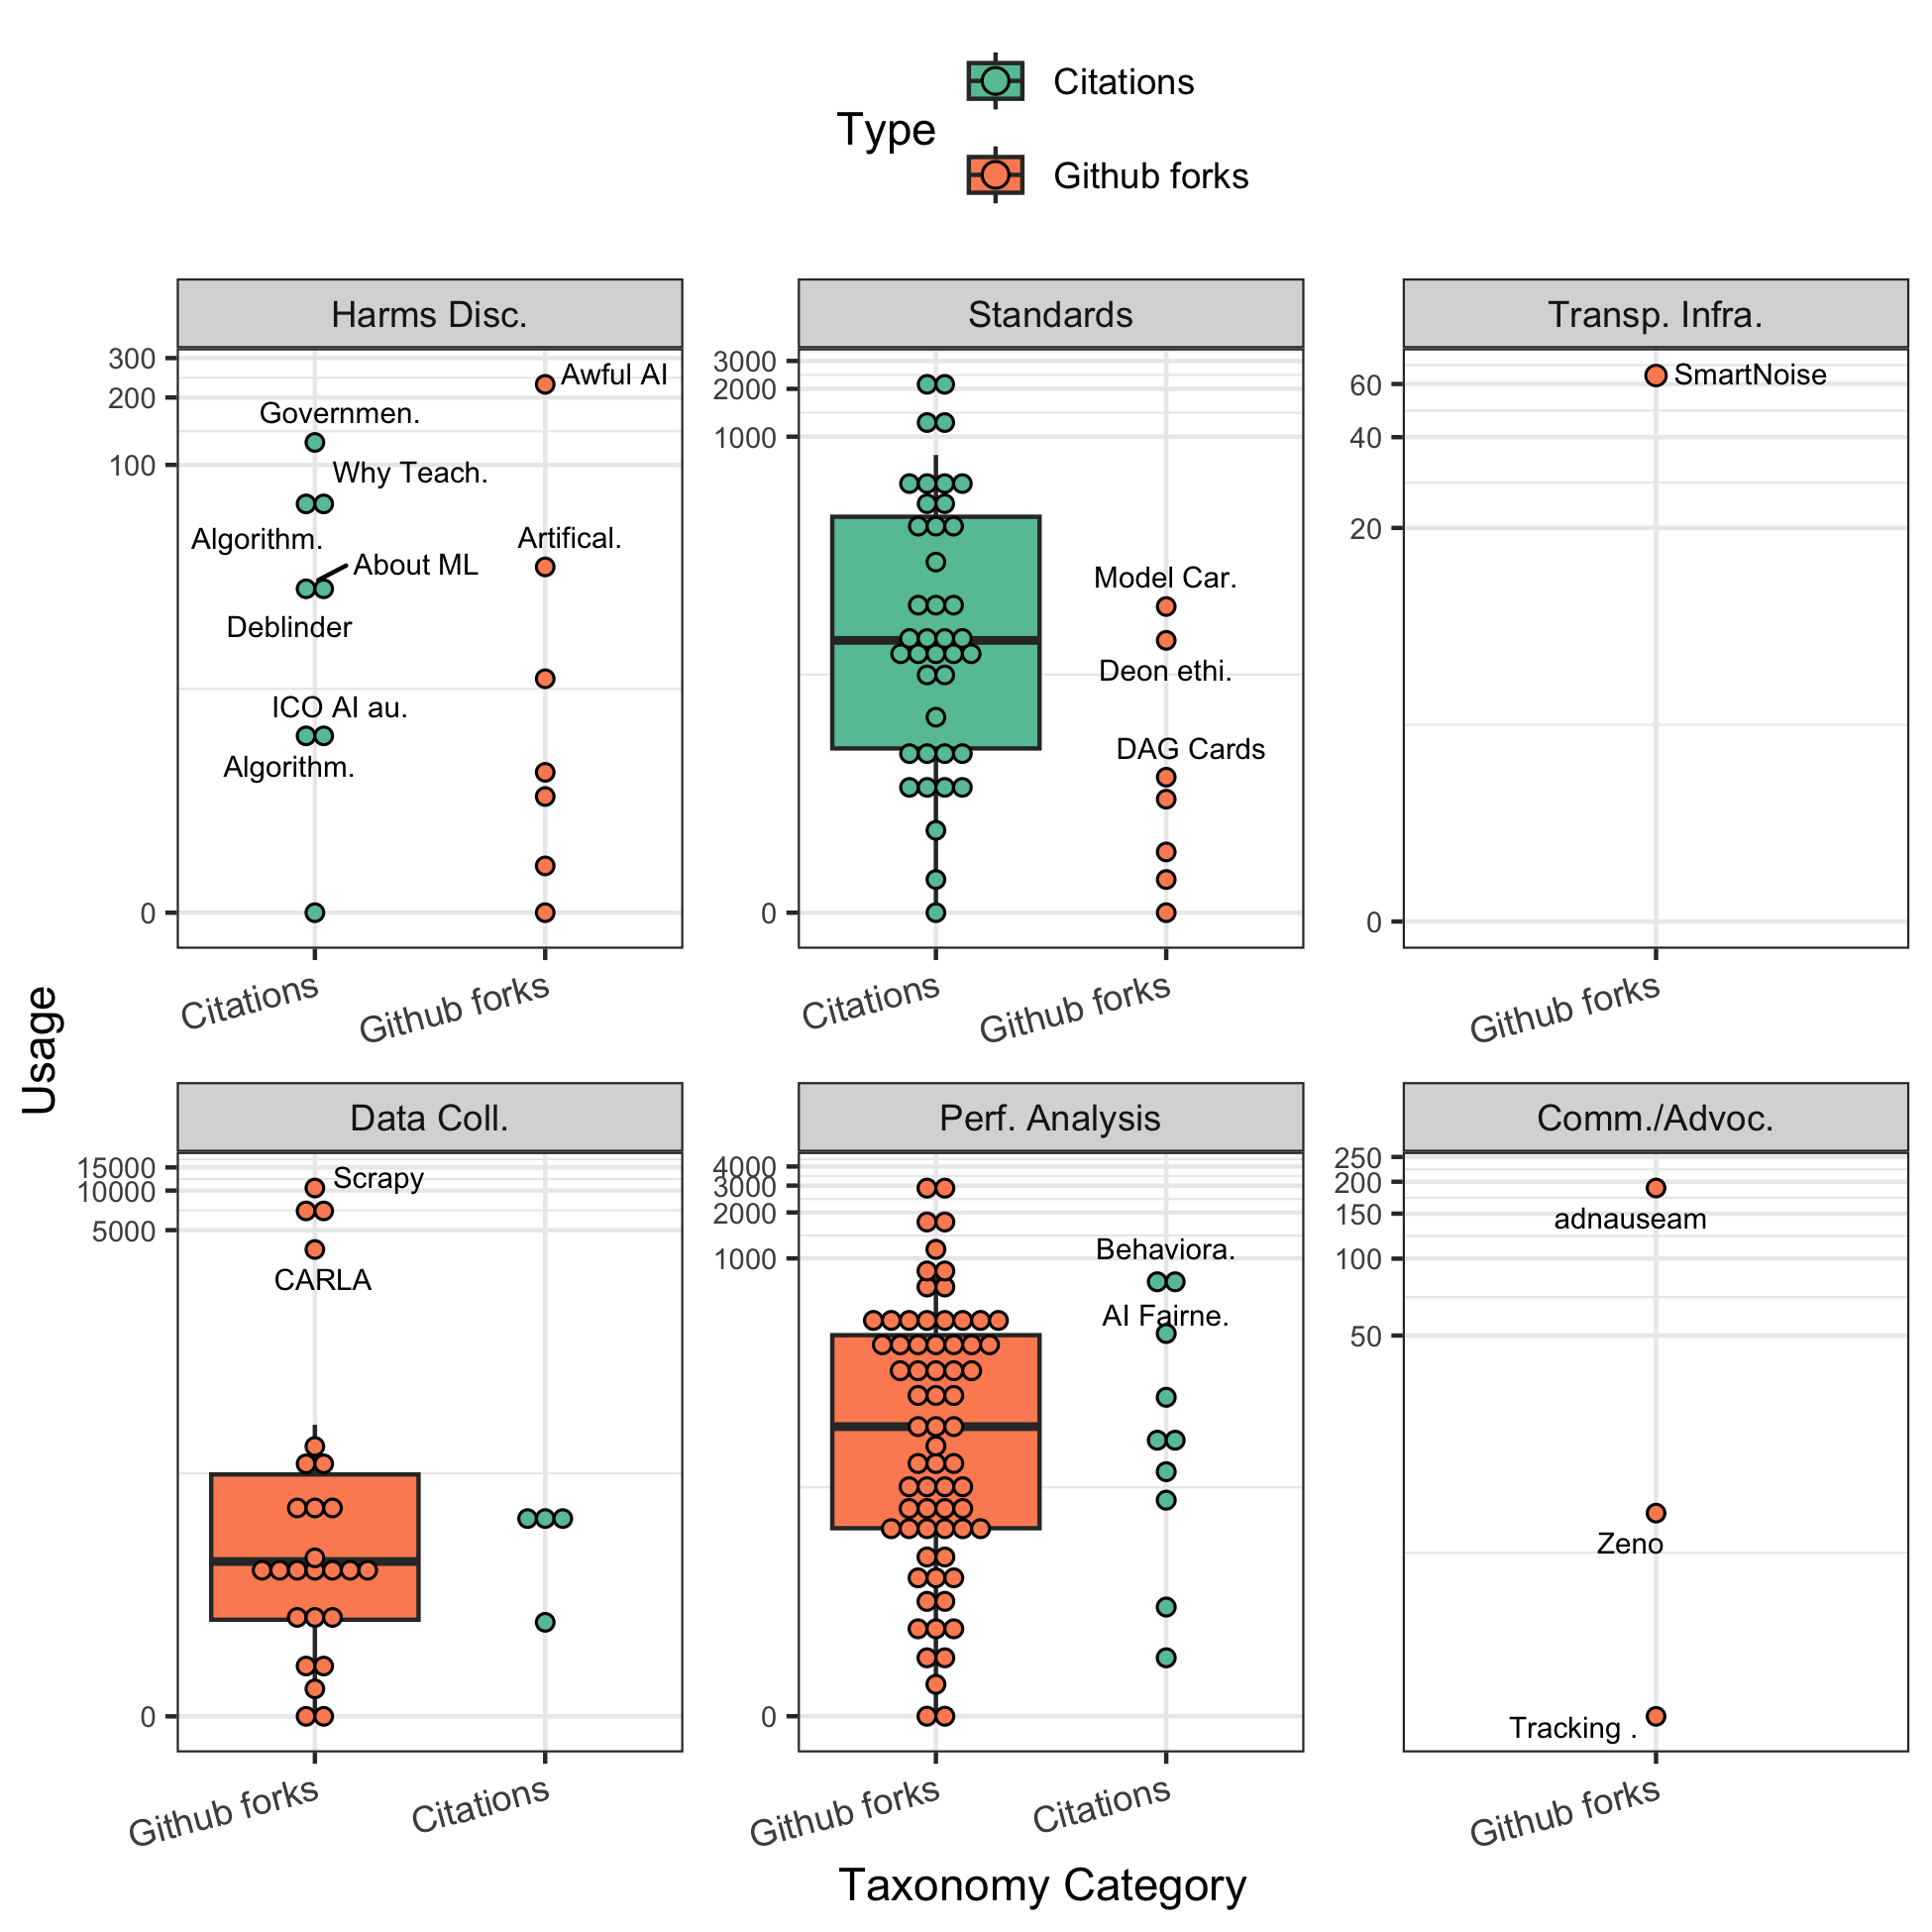 Type
Citations
Github forks
Harms Disc.
300
200
100
0
Awful AI
Governmen.
Why Teach.
Algorithm.
Artifical.
About ML
Deblinder
ICO AI au.
Algorithm.
Citations
Github forks
Standards
3000
2000
1000
0
Model Car.
Deon ethi.
DAG Cards
Citations
Github forks
Transp. Infra.
60
40
20
0
SmartNoise
Github forks
Usage
Data Coll.
15000
10000
5000
0
Scrapy
CARLA
Github forks
Citations
Perf. Analysis
4000
3000
2000
1000
0
Behaviora.
AI Fairne.
Github forks
Citations
Comm./Advoc.
250
200
150
100
50
adnauseam
Zeno
Tracking .
Github forks
Taxonomy Category